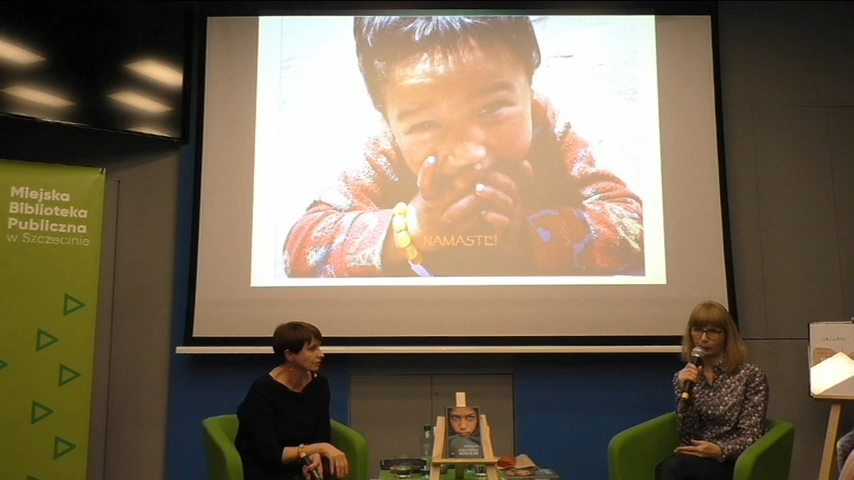 Miejska
Biblioteka
Publiczna
w Szczecinie
NAMASTE!